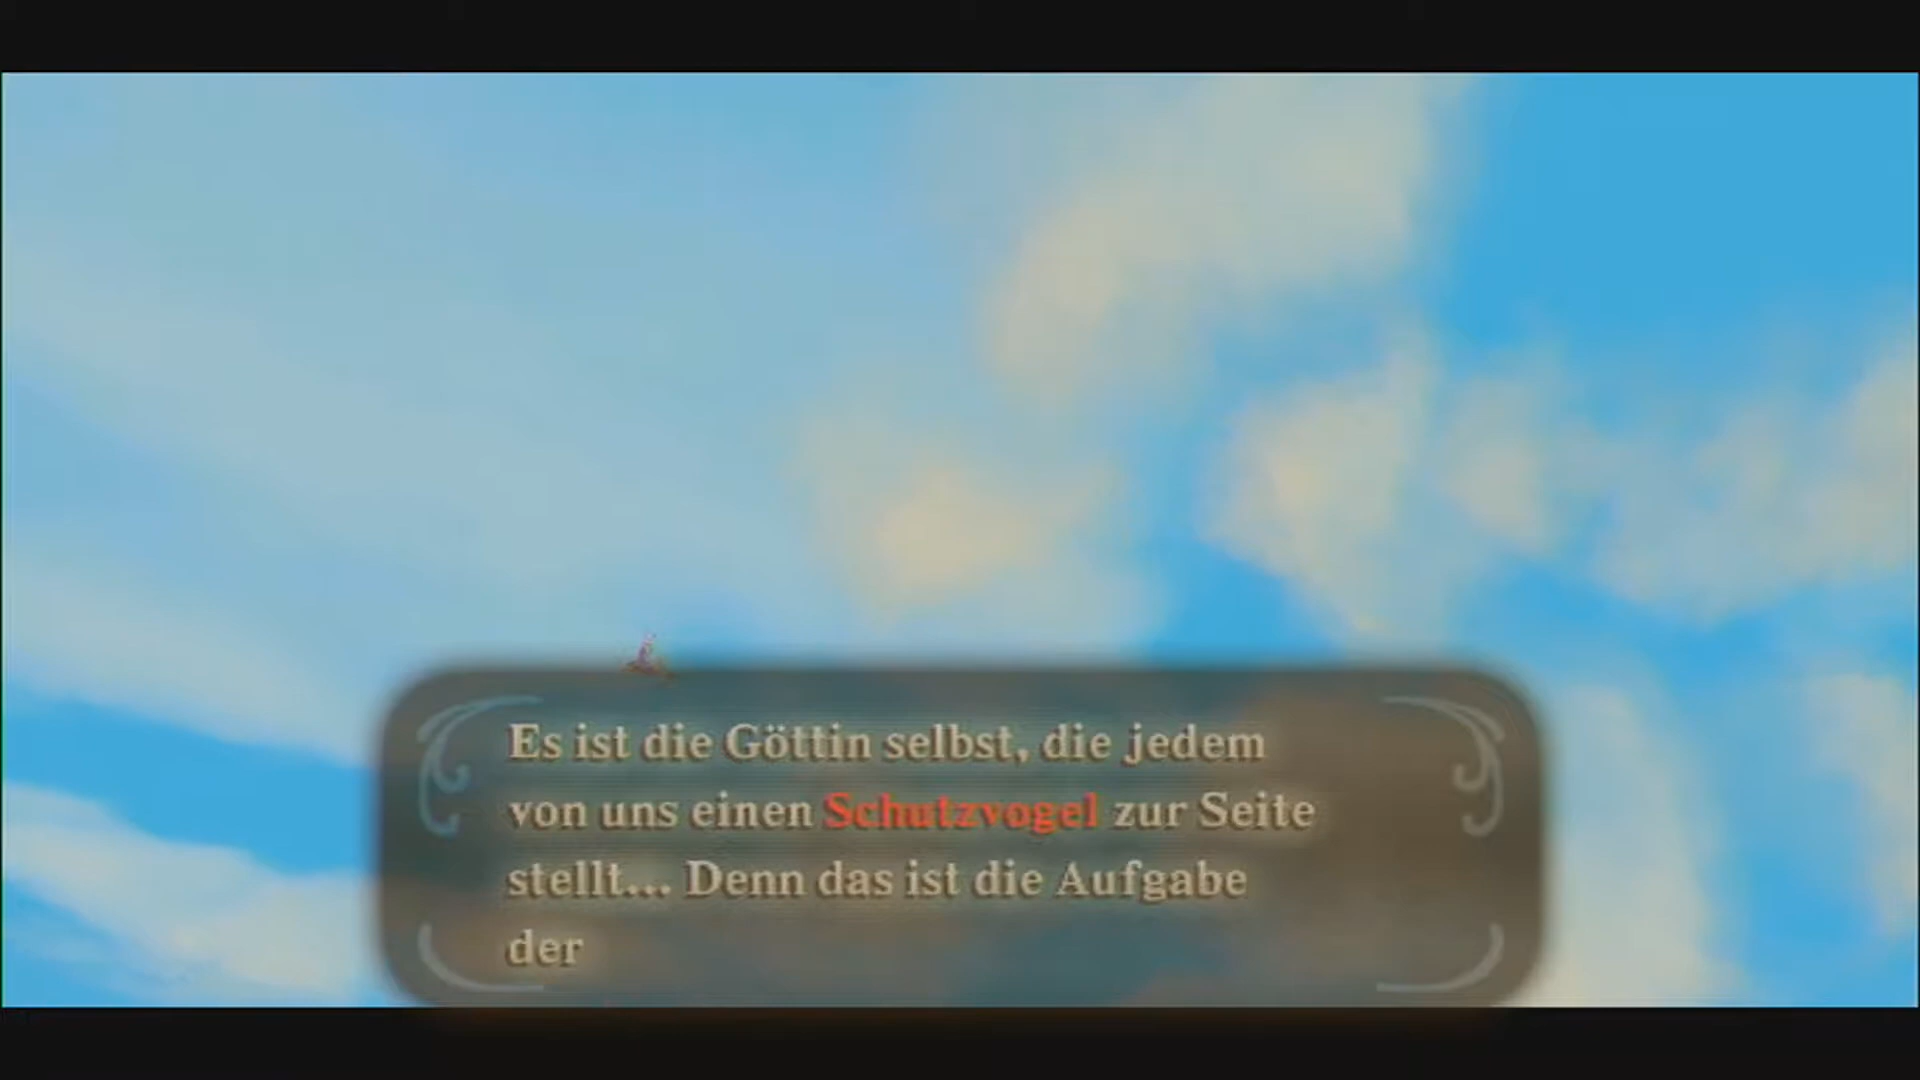 Es ist die Göttin selbst, die jedem
von uns einen Schutzvogel zur Seite
stellt... Denn das ist die Aufgabe
der